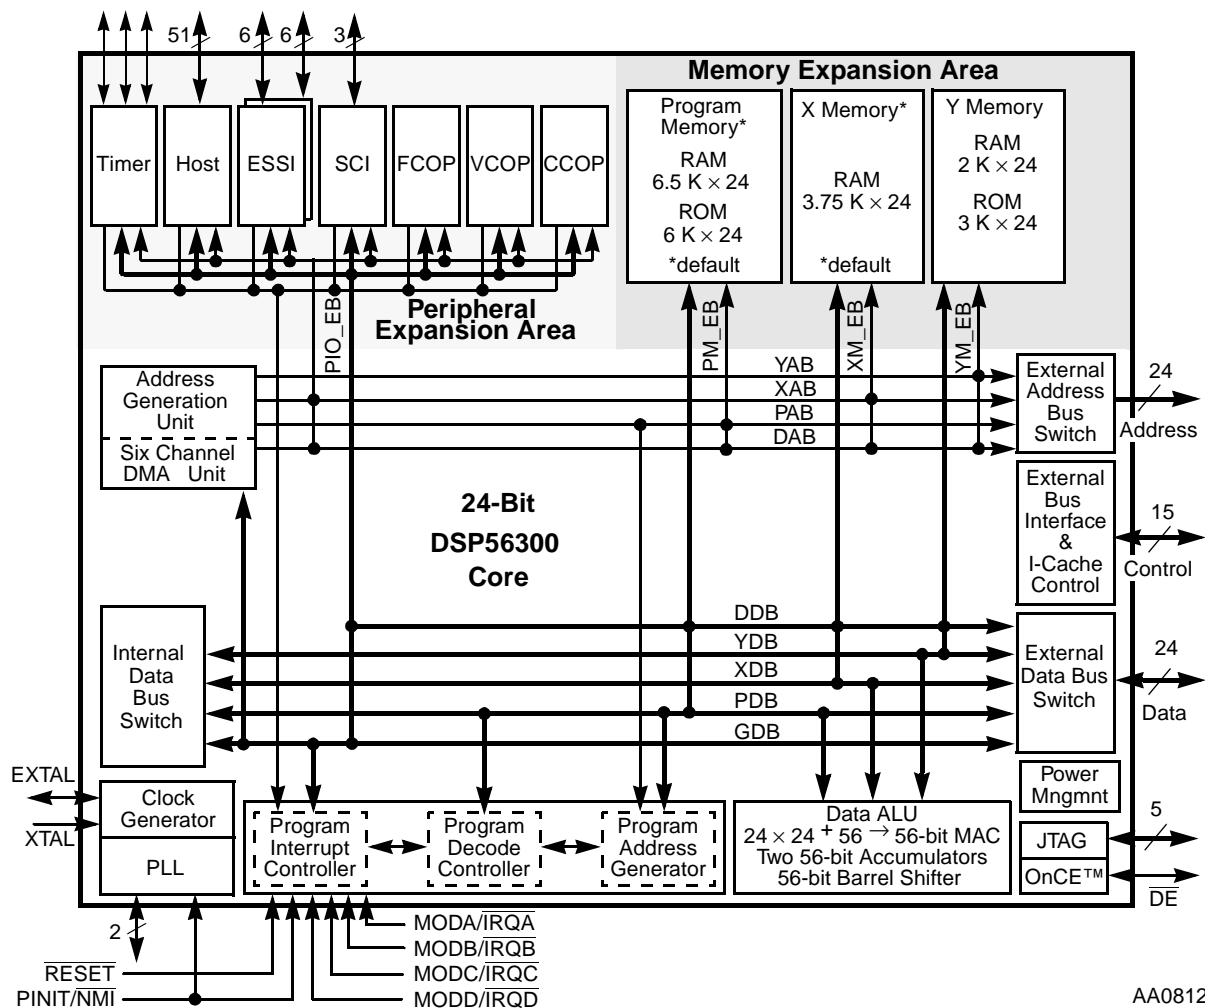 51 6 6 3
Memory Expansion Area
Timer
Host
ESSI
SCI
FCOP
VCOP
CCOP
Program
Memory*
RAM
6.5 K × 24
ROM
6 K × 24
*default
X Memory*
RAM
3.75 K × 24
*default
Y Memory
RAM
2 K × 24
ROM
3 K × 24
Peripheral
Expansion Area
PIO_EB
PM_EB
XM_EB
YM_EB
Address
Generation
Unit
Six Channel
DMA Unit
YAB
XAB
PAB
DAB
External
Address
Bus
Switch
24
Address
24-Bit
DSP56300
Core
External
Bus
Interface
&
I-Cache
Control
15
Control
Internal
Data
Bus
Switch
DDB
YDB
XDB
PDB
GDB
External
Data Bus
Switch
24
Data
EXTAL
XTAL
Clock
Generator
PLL
2
Program
Interrupt
Controller
Program
Decode
Controller
Program
Address
Generator
Data ALU
24 × 24 + 56 → 56-bit MAC
Two 56-bit Accumulators
56-bit Barrel Shifter
Power
Mngmnt
JTAG
OnCE™
5
DE
RESET
PINIT/NMI
MODA/IRQA
MODB/IRQB
MODC/IRQC
MODD/IRQD
AA0812